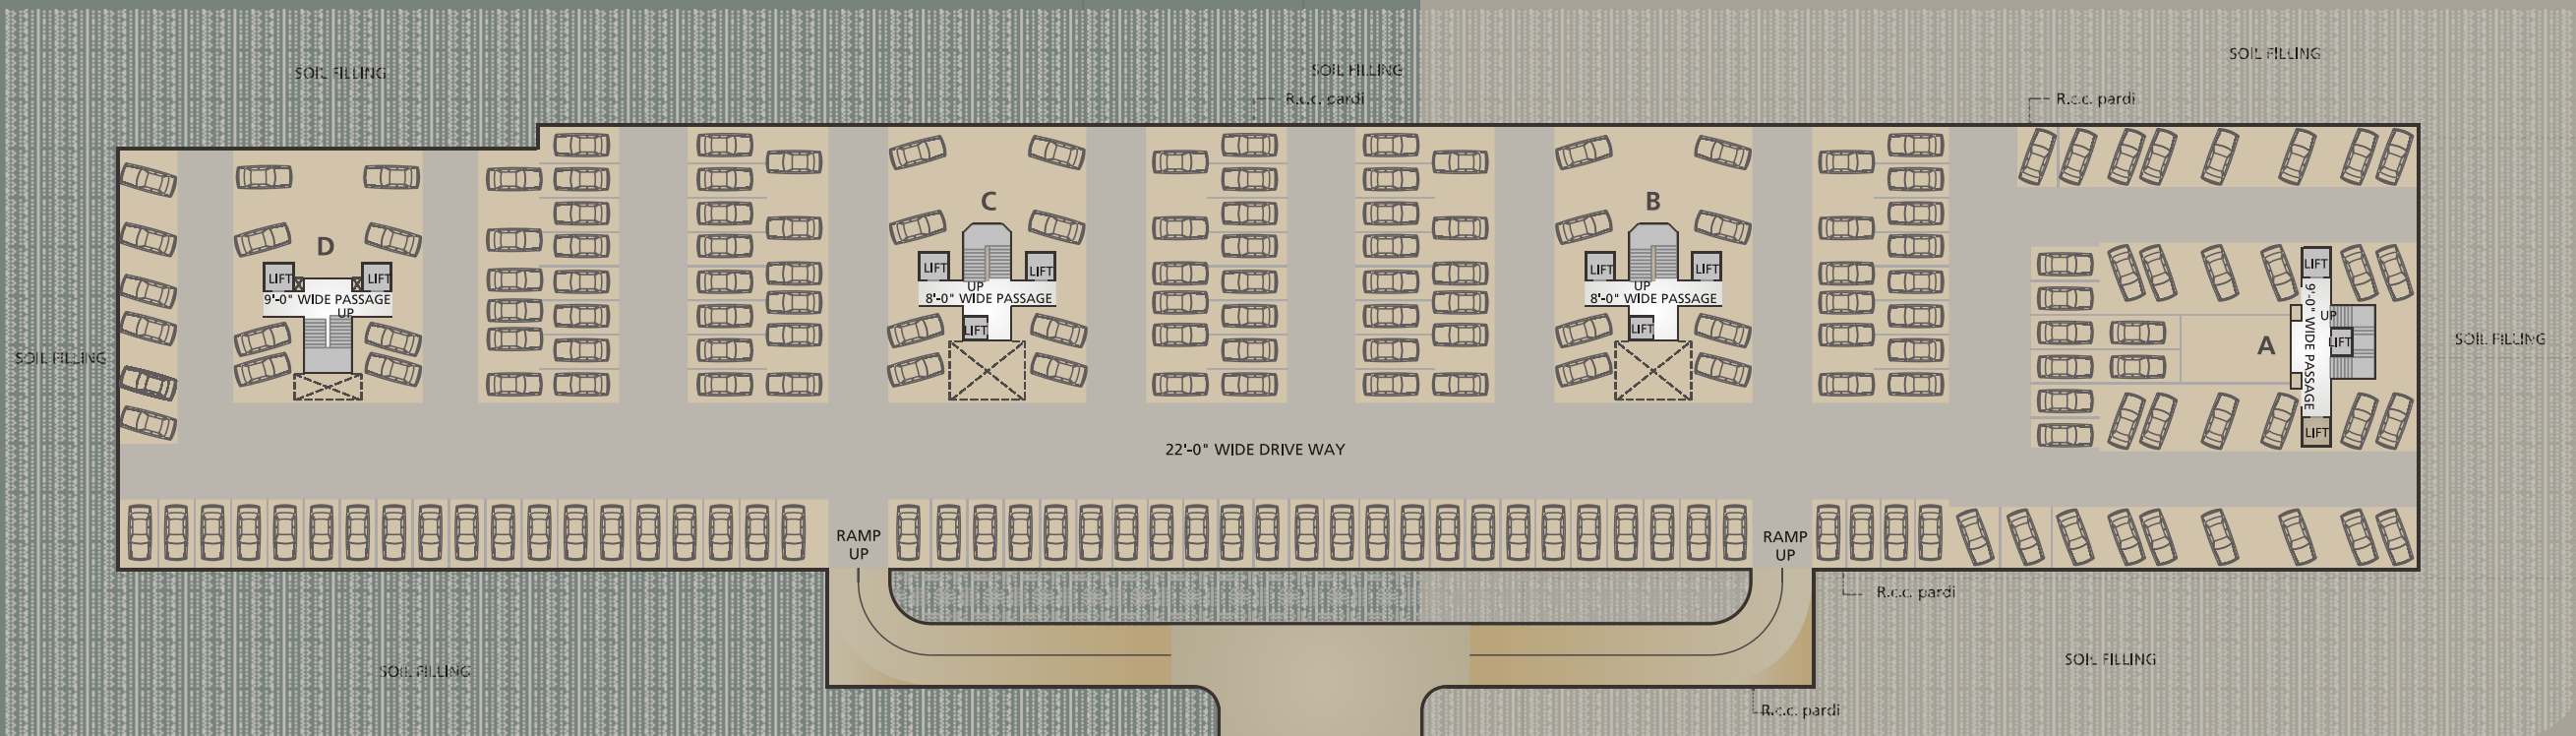 SOIL FILLING
SOIL FILLING
SOIL FILLING
R.c.c. pardi
R.c.c. pardi
C
B
D
LIFT
LIFT
9'-0" WIDE PASSAGE
UP
LIFT
LIFT
UP
8'-0" WIDE PASSAGE
LIFT
LIFT
LIFT
UP
8'-0" WIDE PASSAGE
LIFT
LIFT
9'-0" WIDE PASSAGE
UP
LIFT
A
LIFT
SOIL FILLING
SOIL FILLING
22'-0" WIDE DRIVE WAY
RAMP
UP
RAMP
UP
R.c.c. pardi
SOIL FILLING
SOIL FILLING
R.c.c. pardi